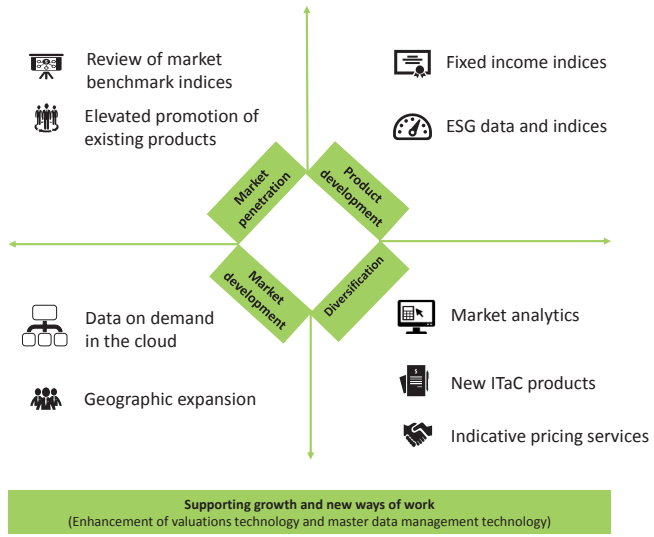 Review of market
benchmark indices
Elevated promotion of
existing products
Fixed income indices
ESG data and indices
Market
penetration
Product
development
Market
development
Diversification
Data on demand
in the cloud
Geographic expansion
Market analytics
New ITaC products
Indicative pricing services
Supporting growth and new ways of work
(Enhancement of valuations technology and master data management technology)